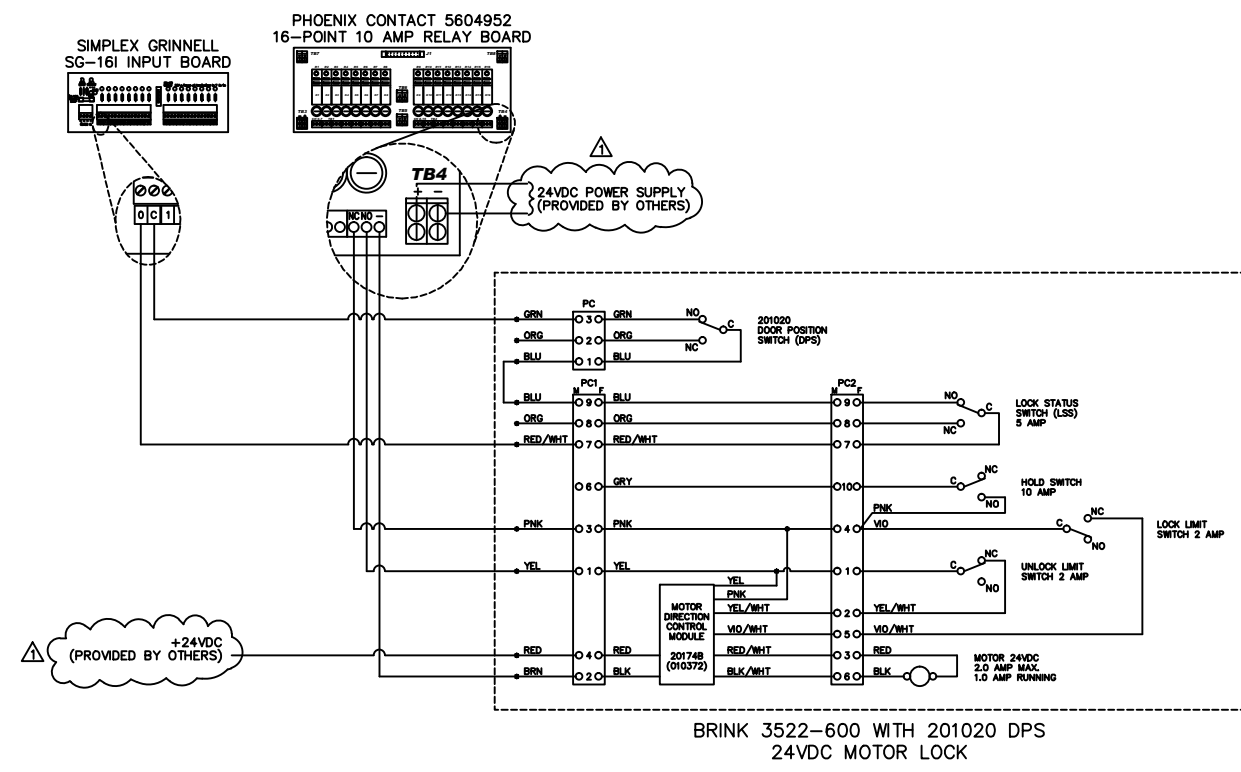 PHOENIX CONTACT 5604952
16-POINT 10 AMP RELAY BOARD
SIMPLEX GRINNELL
SG-16I INPUT BOARD
TB7
J1
TB3
TB4
TB4
+ -
NC NO -
0 C 1
1
24VDC POWER SUPPLY
(PROVIDED BY OTHERS)
PC
GRN 3 GRN NO
C
201020
DOOR POSITION
SWITCH (DPS)
ORG 2 ORG NC
BLU 1 BLU
PC1
M F
PC2
M F
BLU 9 BLU 9 NO
C
LOCK STATUS
SWITCH (LSS)
5 AMP
ORG 8 ORG 8 NC
RED/WHT 7 RED/WHT 7
6 GRY 10 C NC
NO
HOLD SWITCH
10 AMP
PNK
PNK 3 PNK 4 VIO C NC
NO
LOCK LIMIT
SWITCH 2 AMP
YEL 1 YEL 1 C NC
NO
UNLOCK LIMIT
SWITCH 2 AMP
YEL
PNK
MOTOR
DIRECTION
CONTROL
MODULE
20174B
(010372)
YEL/WHT 2 YEL/WHT
VIO/WHT 5 VIO/WHT
1
+24VDC
(PROVIDED BY OTHERS)
RED 4 RED RED/WHT 3 RED
BRN 2 BLK BLK/WHT 6 BLK
MOTOR 24VDC
2.0 AMP MAX.
1.0 AMP RUNNING
BRINK 3522-600 WITH 201020 DPS
24VDC MOTOR LOCK